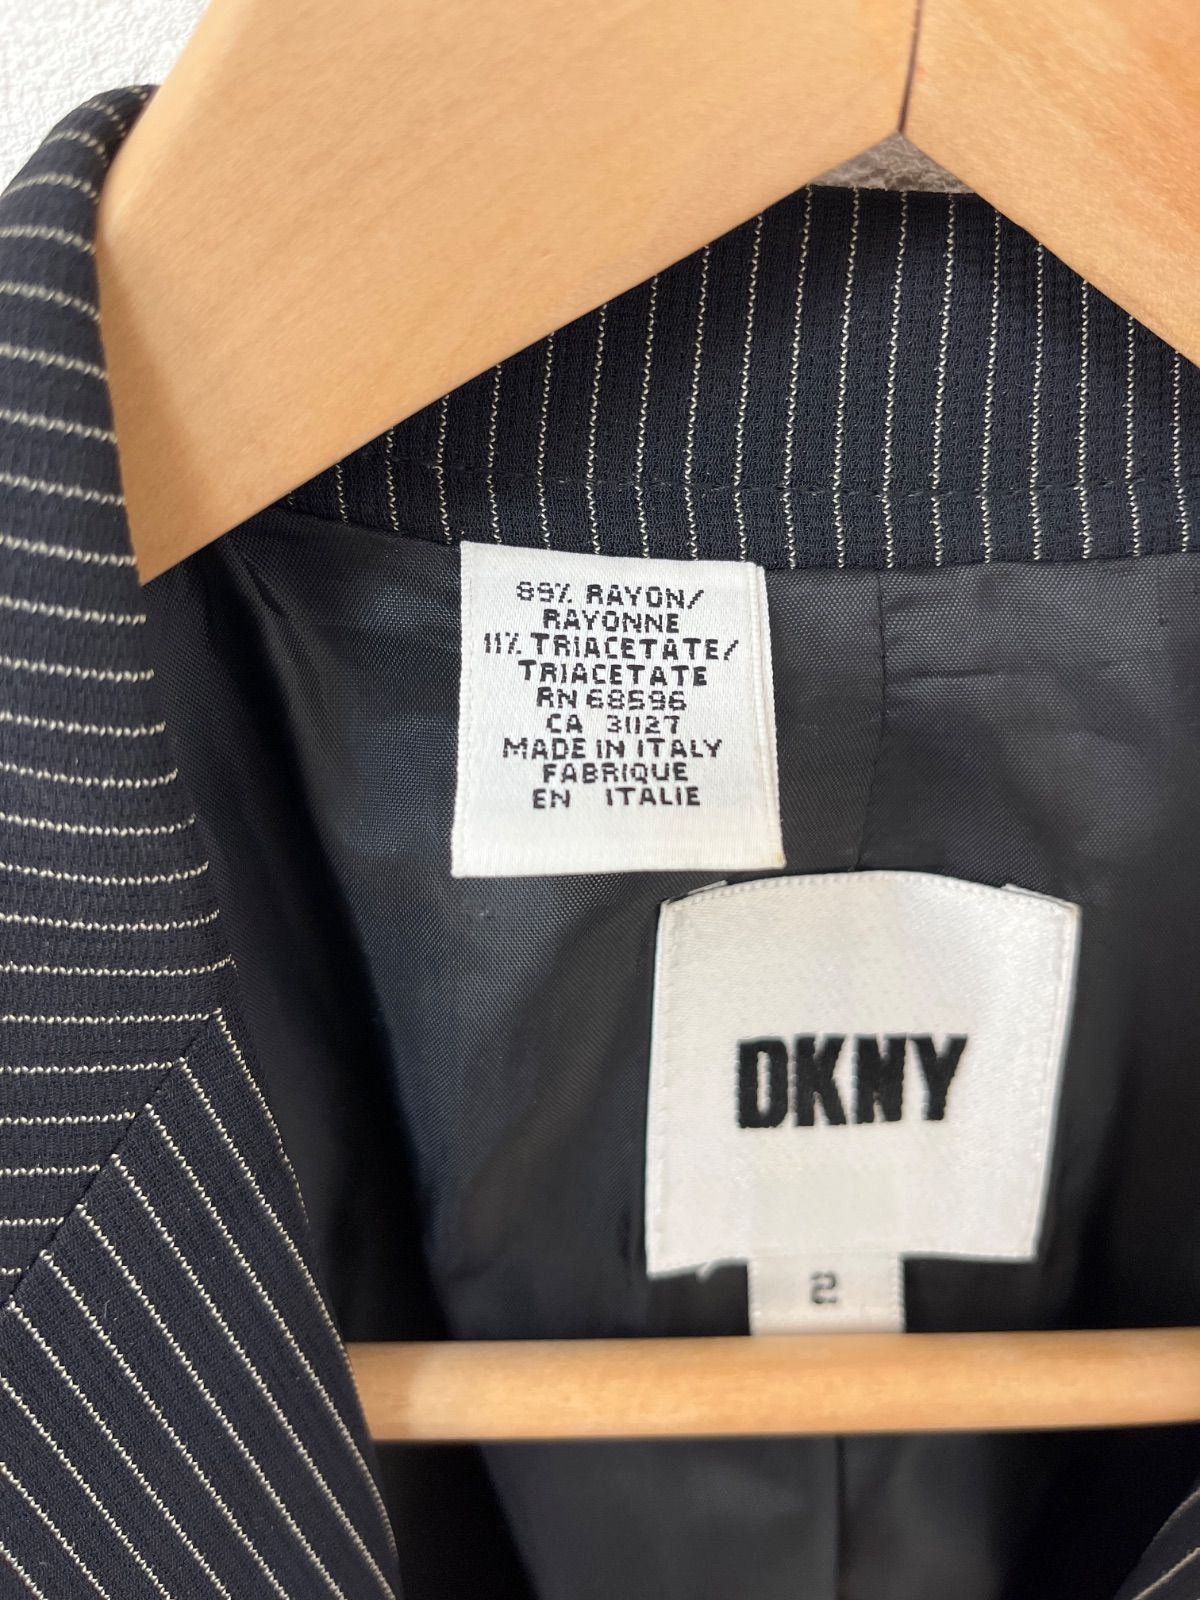 89% RAYON/
RAYONNE
11% TRIACETATE/
TRIACETATE
RN 68596
CA 31127
MADE IN ITALY
FABRIQUE
EN ITALIE
DKNY
2